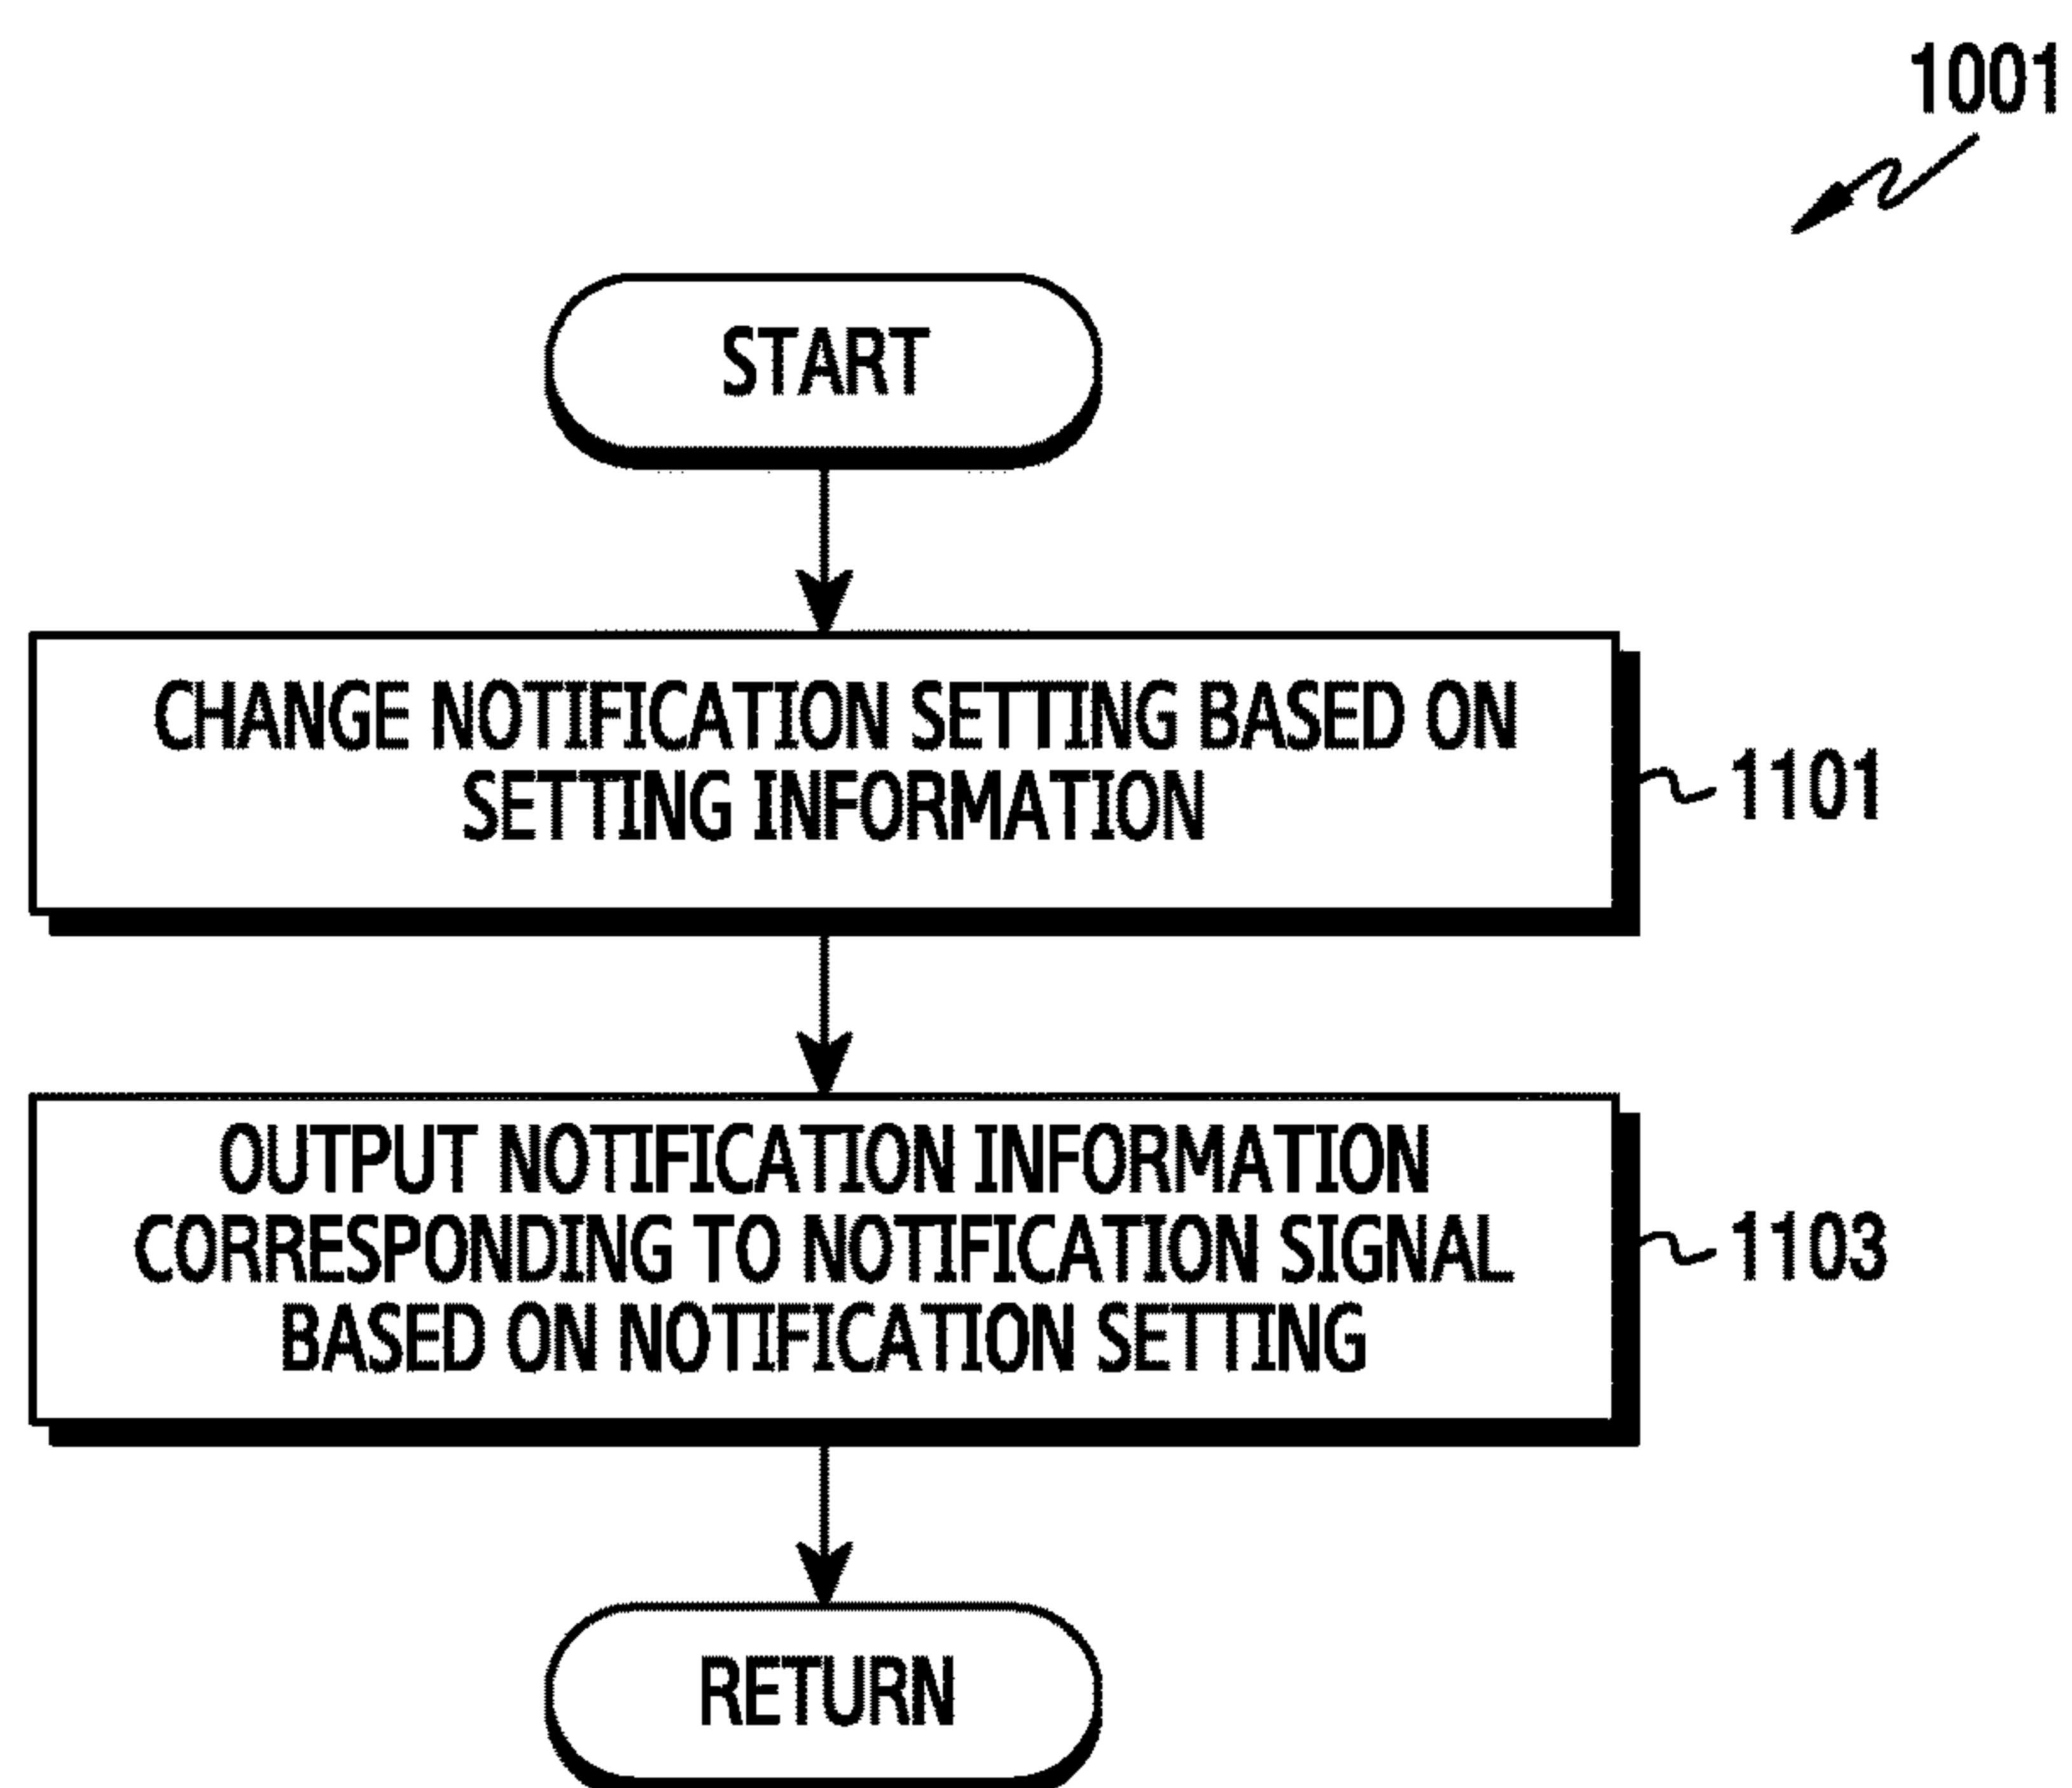 1001
START
CHANGE NOTIFICATION SETTING BASED ON
SETTING INFORMATION
1101
OUTPUT NOTIFICATION INFORMATION
CORRESPONDING TO NOTIFICATION SIGNAL
BASED ON NOTIFICATION SETTING
1103
RETURN